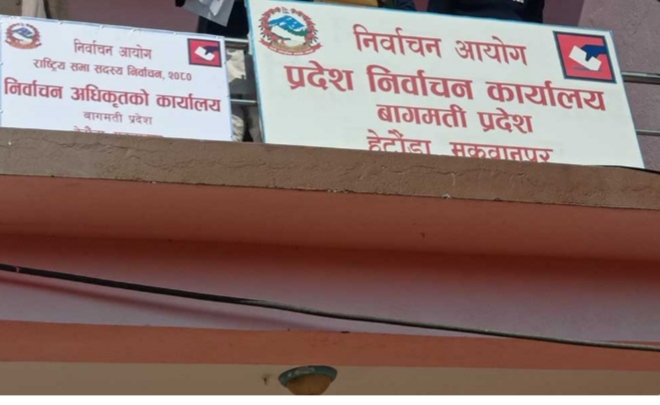 निर्वाचन आयोग
राष्ट्रिय सभा सदस्य निर्वाचन, २०८०
निर्वाचन अधिकृतको कार्यालय
बागमती प्रदेश
निर्वाचन आयोग
प्रदेश निर्वाचन कार्यालय
बागमती प्रदेश
हेटौंडा, मकवानपुर